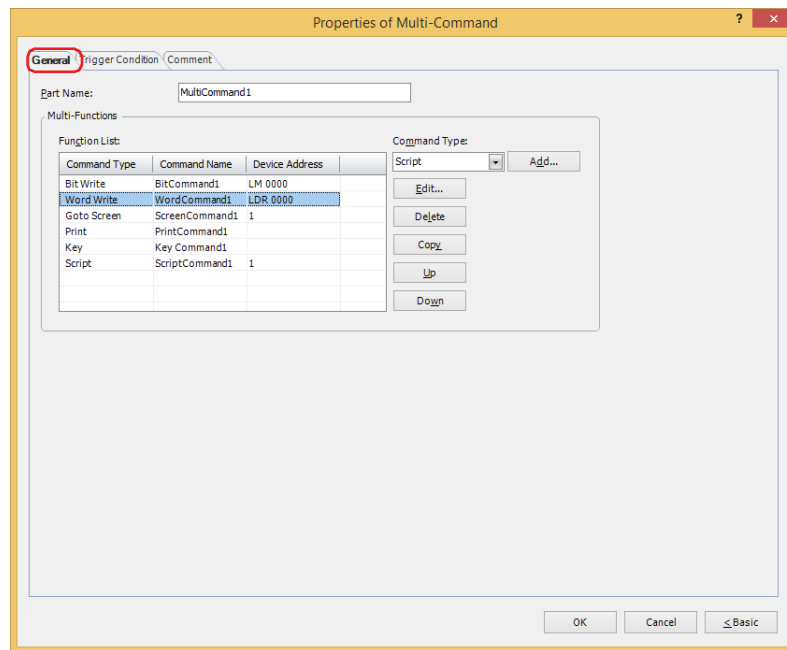 Properties of Multi-Command ? ×
General Trigger Condition Comment
Part Name: MultiCommand1
Multi-Functions
Function List: Command Type:
Command Type Command Name Device Address Script Add...
Bit Write BitCommand1 LM 0000
Word Write WordCommand1 LDR 0000
Goto Screen ScreenCommand1 1
Print PrintCommand1
Key Key Command1
Script ScriptCommand1 1
Edit...
Delete
Copy
Up
Down
OK Cancel < Basic